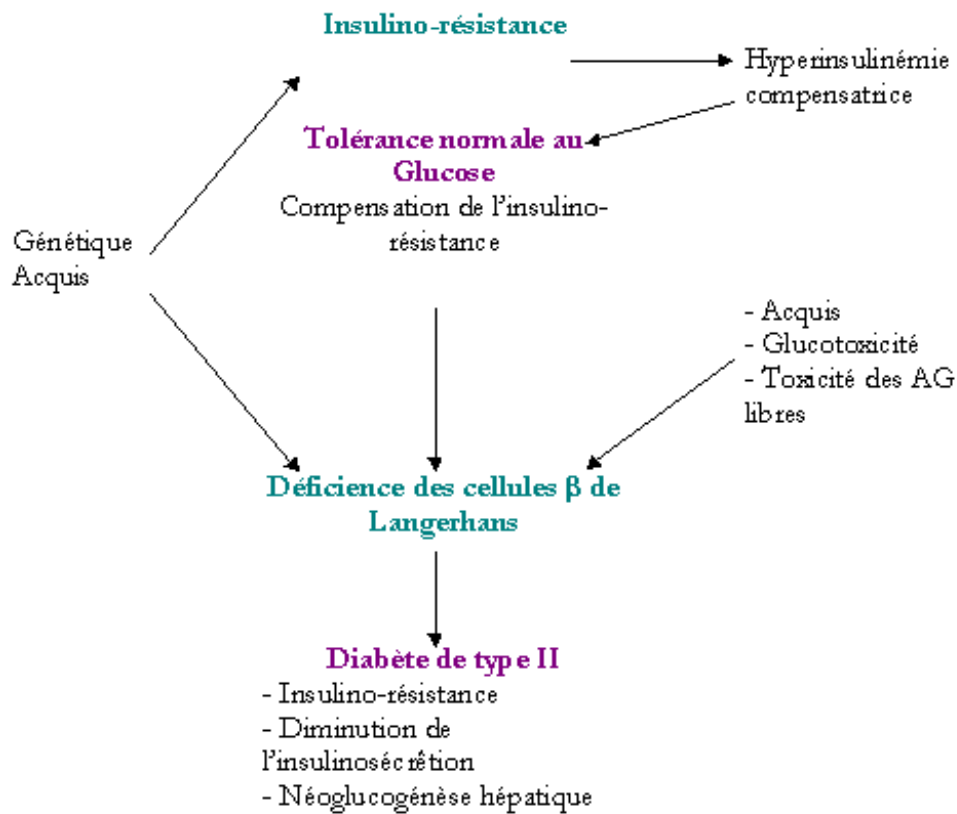 Insulino-résistance
Hyperinsulinémie
compensatrice
Tolérance normale au
Glucose
Compensation de l'insulino-
résistance
Génétique
Acquis
- Acquis
- Glucotoxicité
- Toxicité des AG
libres
Déficience des cellules β de
Langerhans
Diabète de type II
- Insulino-résistance
- Diminution de
l'insulinosécrêtion
- Néoglucogénèse hépatique